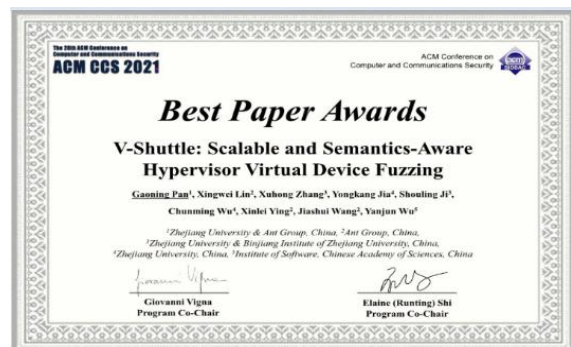 The 28th ACM Conference on
Computer and Communications Security
ACM CCS 2021
ACM Conference on
Computer and Communications Security
acm
SIGSAC
Best Paper Awards
V-Shuttle: Scalable and Semantics-Aware
Hypervisor Virtual Device Fuzzing
Gaoning Pan¹, Xingwei Lin², Xuhong Zhang³, Yongkang Jia⁴, Shouling Ji³,
Chunming Wu⁴, Xinlei Ying², Jiashui Wang², Yanjun Wu⁵
¹Zhejiang University & Ant Group, China, ²Ant Group, China,
³Zhejiang University & Binjiang Institute of Zhejiang University, China,
⁴Zhejiang University, China, ⁵Institute of Software, Chinese Academy of Sciences, China
Giovanni Vigna
Giovanni Vigna
Program Co-Chair
Elaine (Runting) Shi
Program Co-Chair